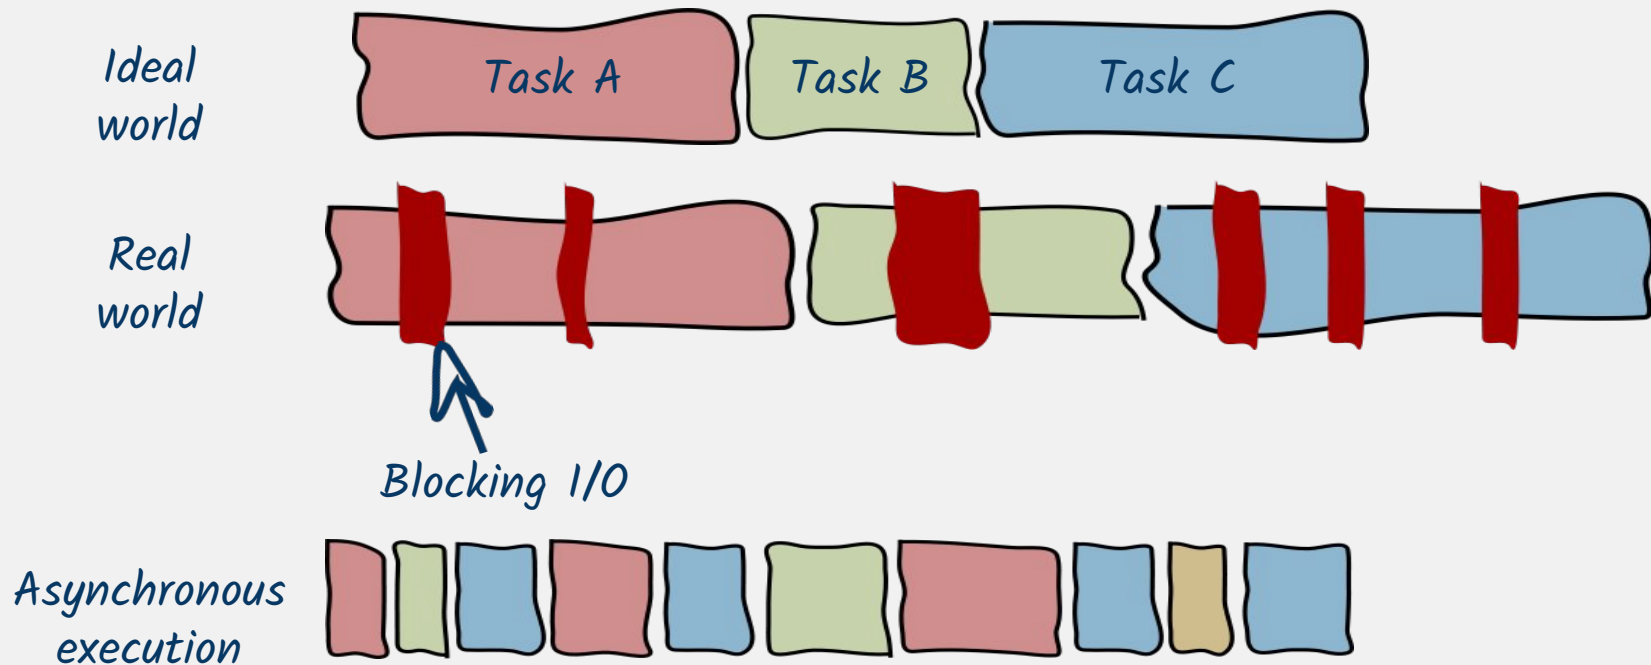 Ideal
world
Task A
Task B
Task C
Real
world
Blocking I/O
Asynchronous
execution